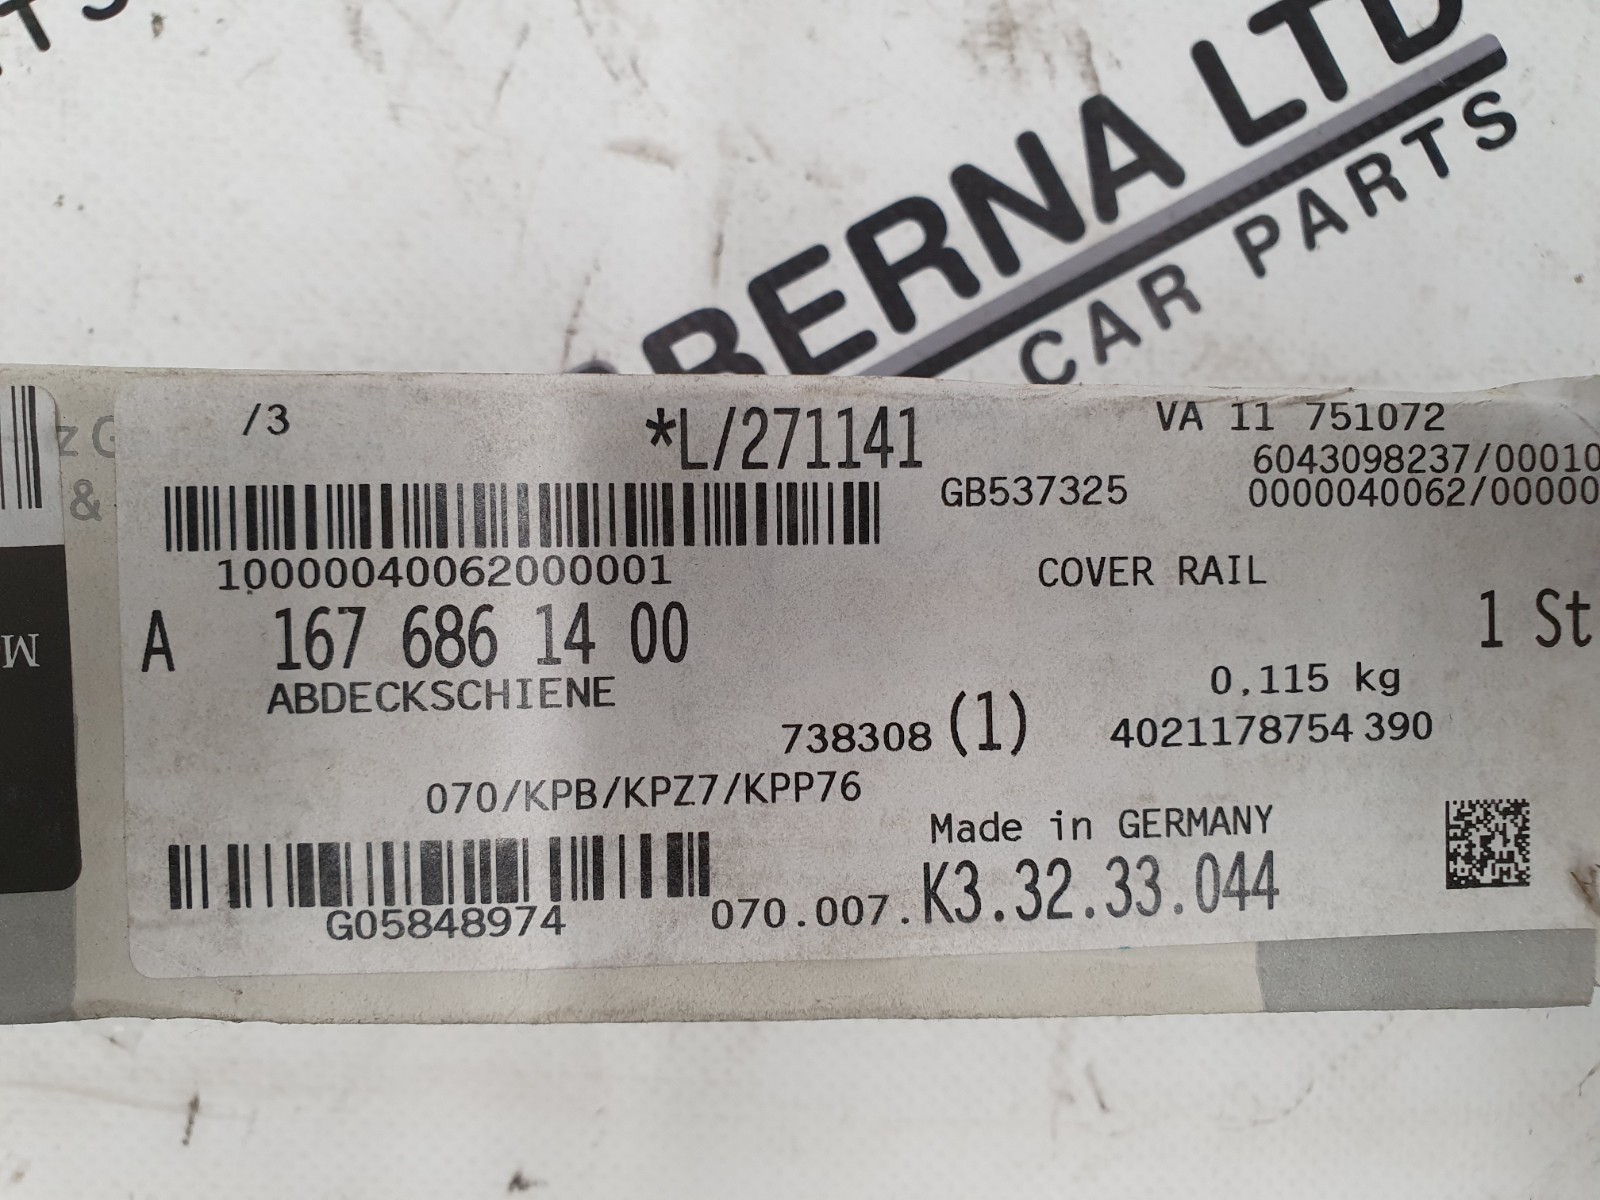 TS
BERNA LTD
CAR PARTS
z G
&
M
/3
*L/271141
VA 11 751072
6043098237/00010
GB537325
0000040062/00000
10000040062000001
COVER RAIL
A 167 686 14 00
1 St
ABDECKSCHIENE
0,115 kg
738308 (1)
4021178754390
070/KPB/KPZ7/KPP76
Made in GERMANY
G05848974
070.007.K3.32.33.044